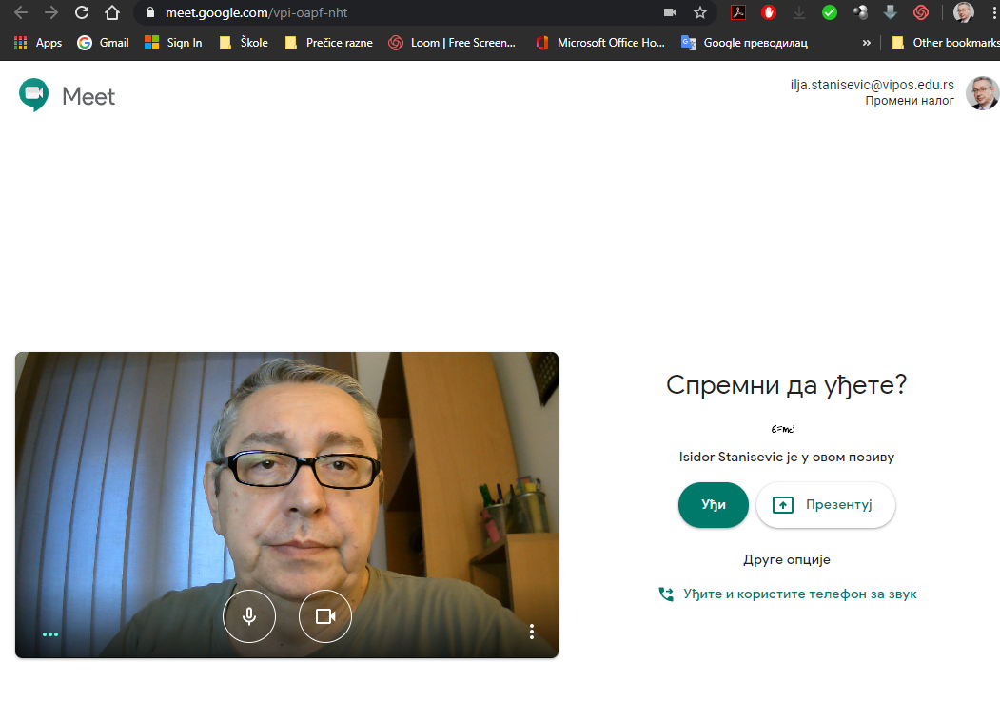 meet.google.com/vpi-oapf-nht
Apps Gmail Sign In Škole Prečice razne Loom | Free Screen... Microsoft Office Ho... Google преводилац » Other bookmarks
Meet
ilja.stanisevic@vipos.edu.rs
Промени налог
Спремни да уђете?
E=mc²
Isidor Stanisevic је у овом позиву
Уђи Презентуј
Друге опције
Уђите и користите телефон за звук